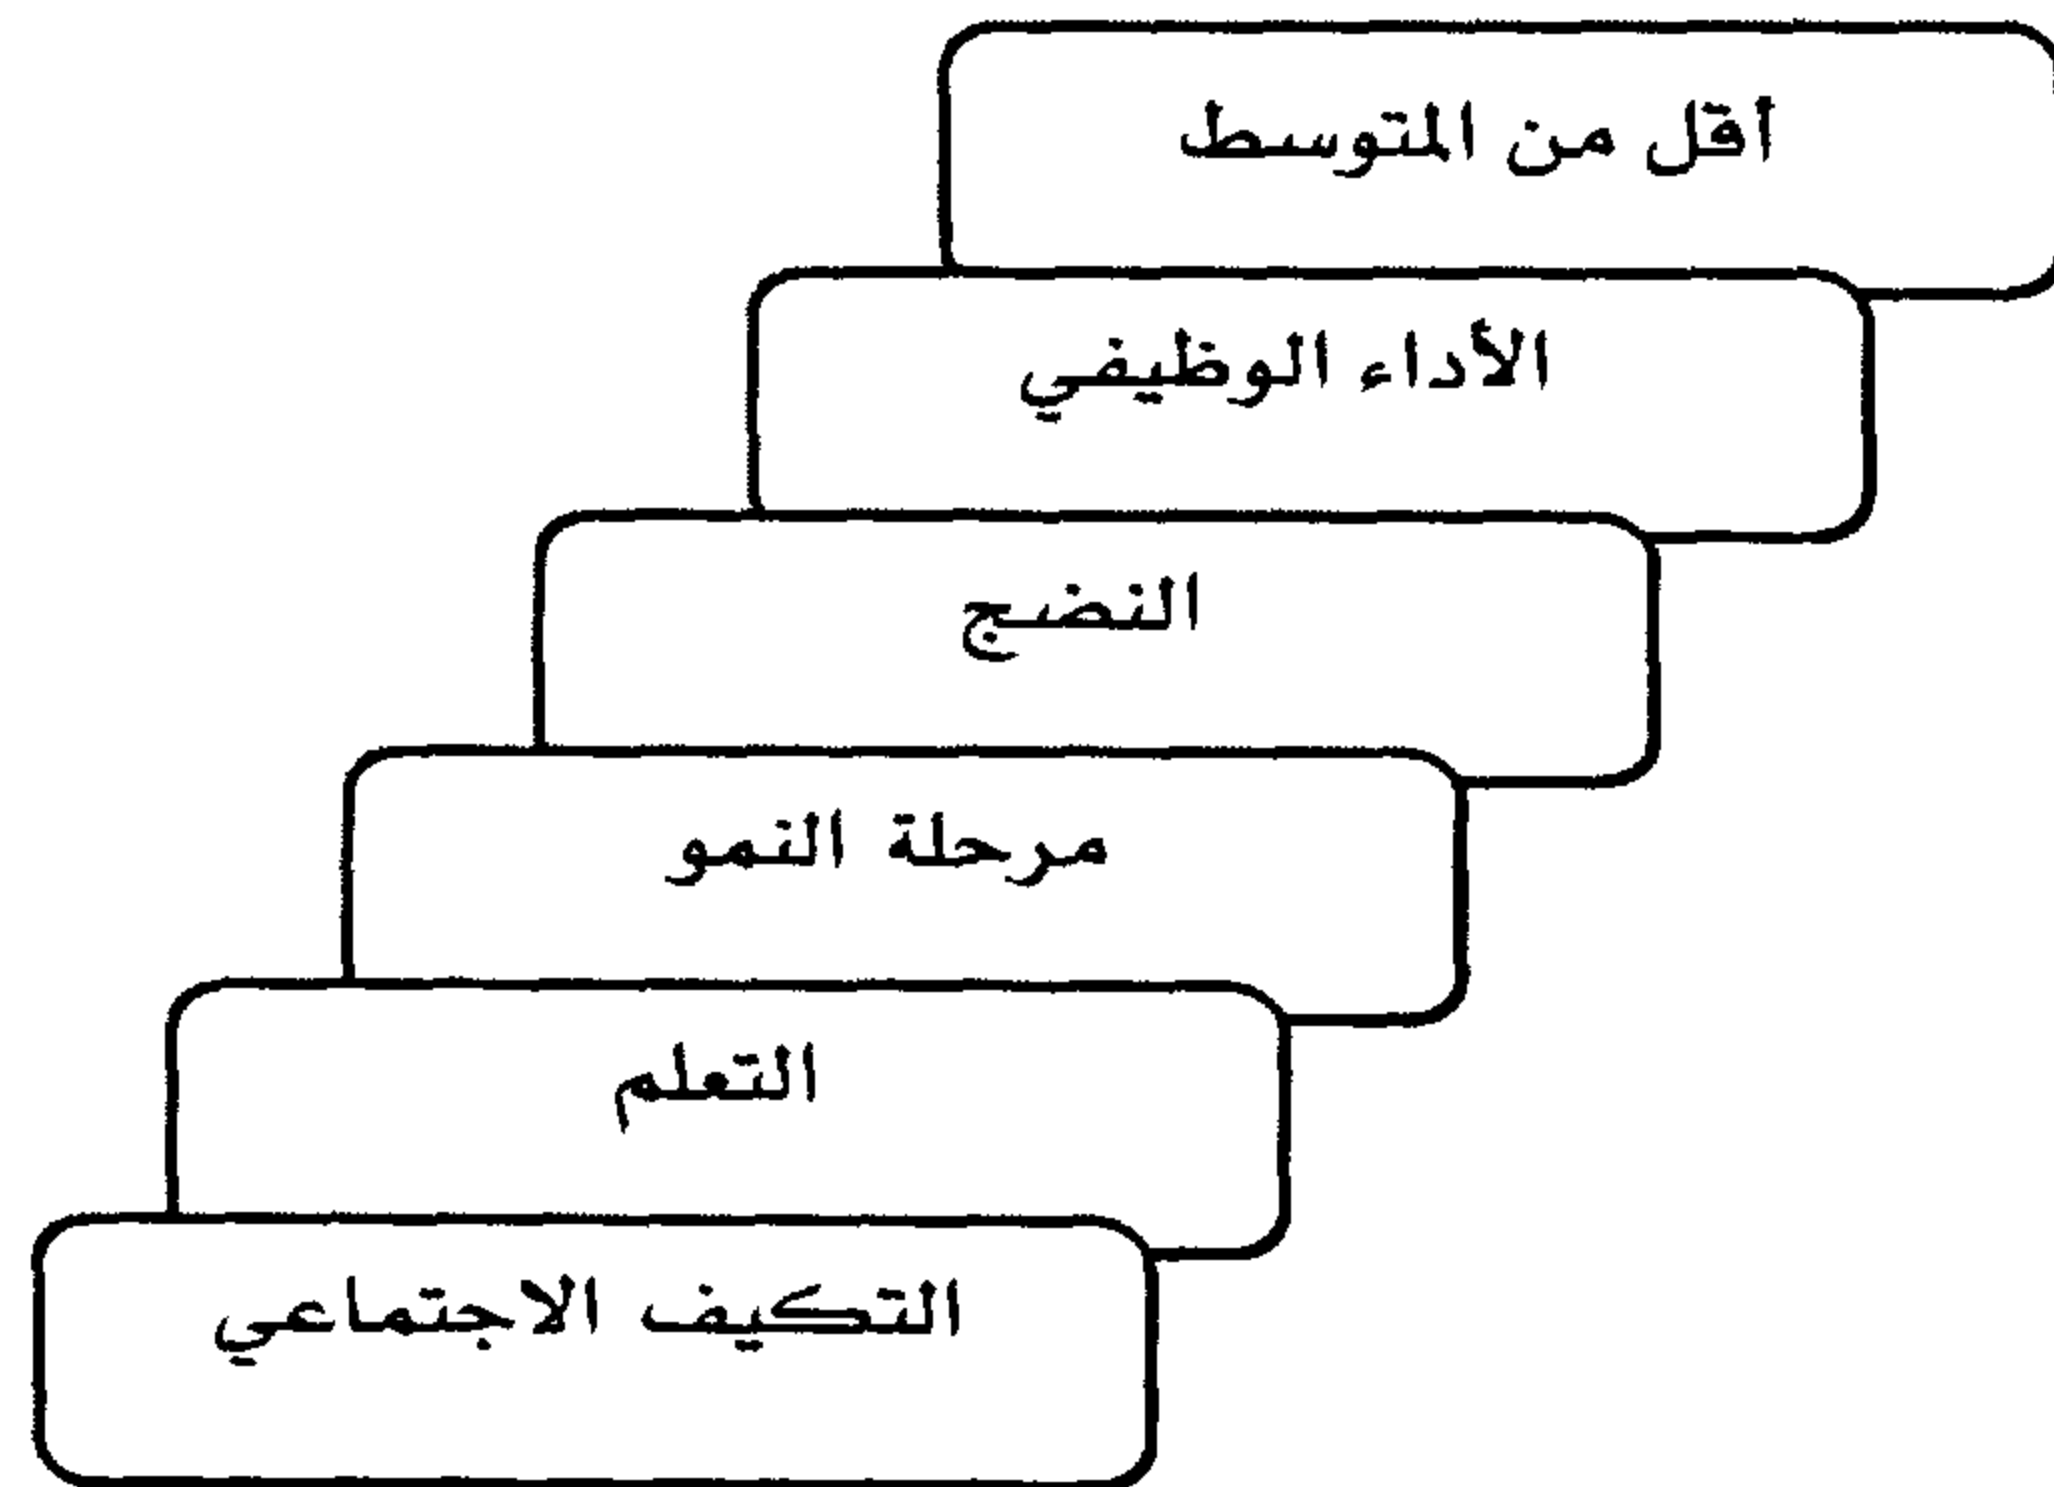 أقل من المتوسط
الأداء الوظيفي
النضج
مرحلة النمو
التعلم
التكيف الاجتماعي